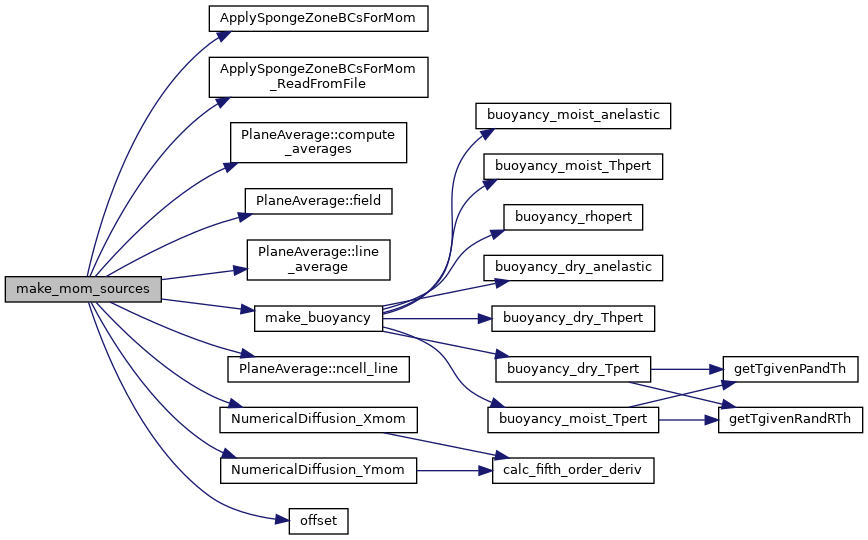 make_mom_sources
ApplySpongeZoneBCsForMom
ApplySpongeZoneBCsForMom
_ReadFromFile
PlaneAverage::compute
_averages
PlaneAverage::field
PlaneAverage::line
_average
make_buoyancy
PlaneAverage::ncell_line
NumericalDiffusion_Xmom
NumericalDiffusion_Ymom
offset
buoyancy_moist_anelastic
buoyancy_moist_Thpert
buoyancy_rhopert
buoyancy_dry_anelastic
buoyancy_dry_Thpert
buoyancy_dry_Tpert
buoyancy_moist_Tpert
calc_fifth_order_deriv
getTgivenPandTh
getTgivenRandRTh